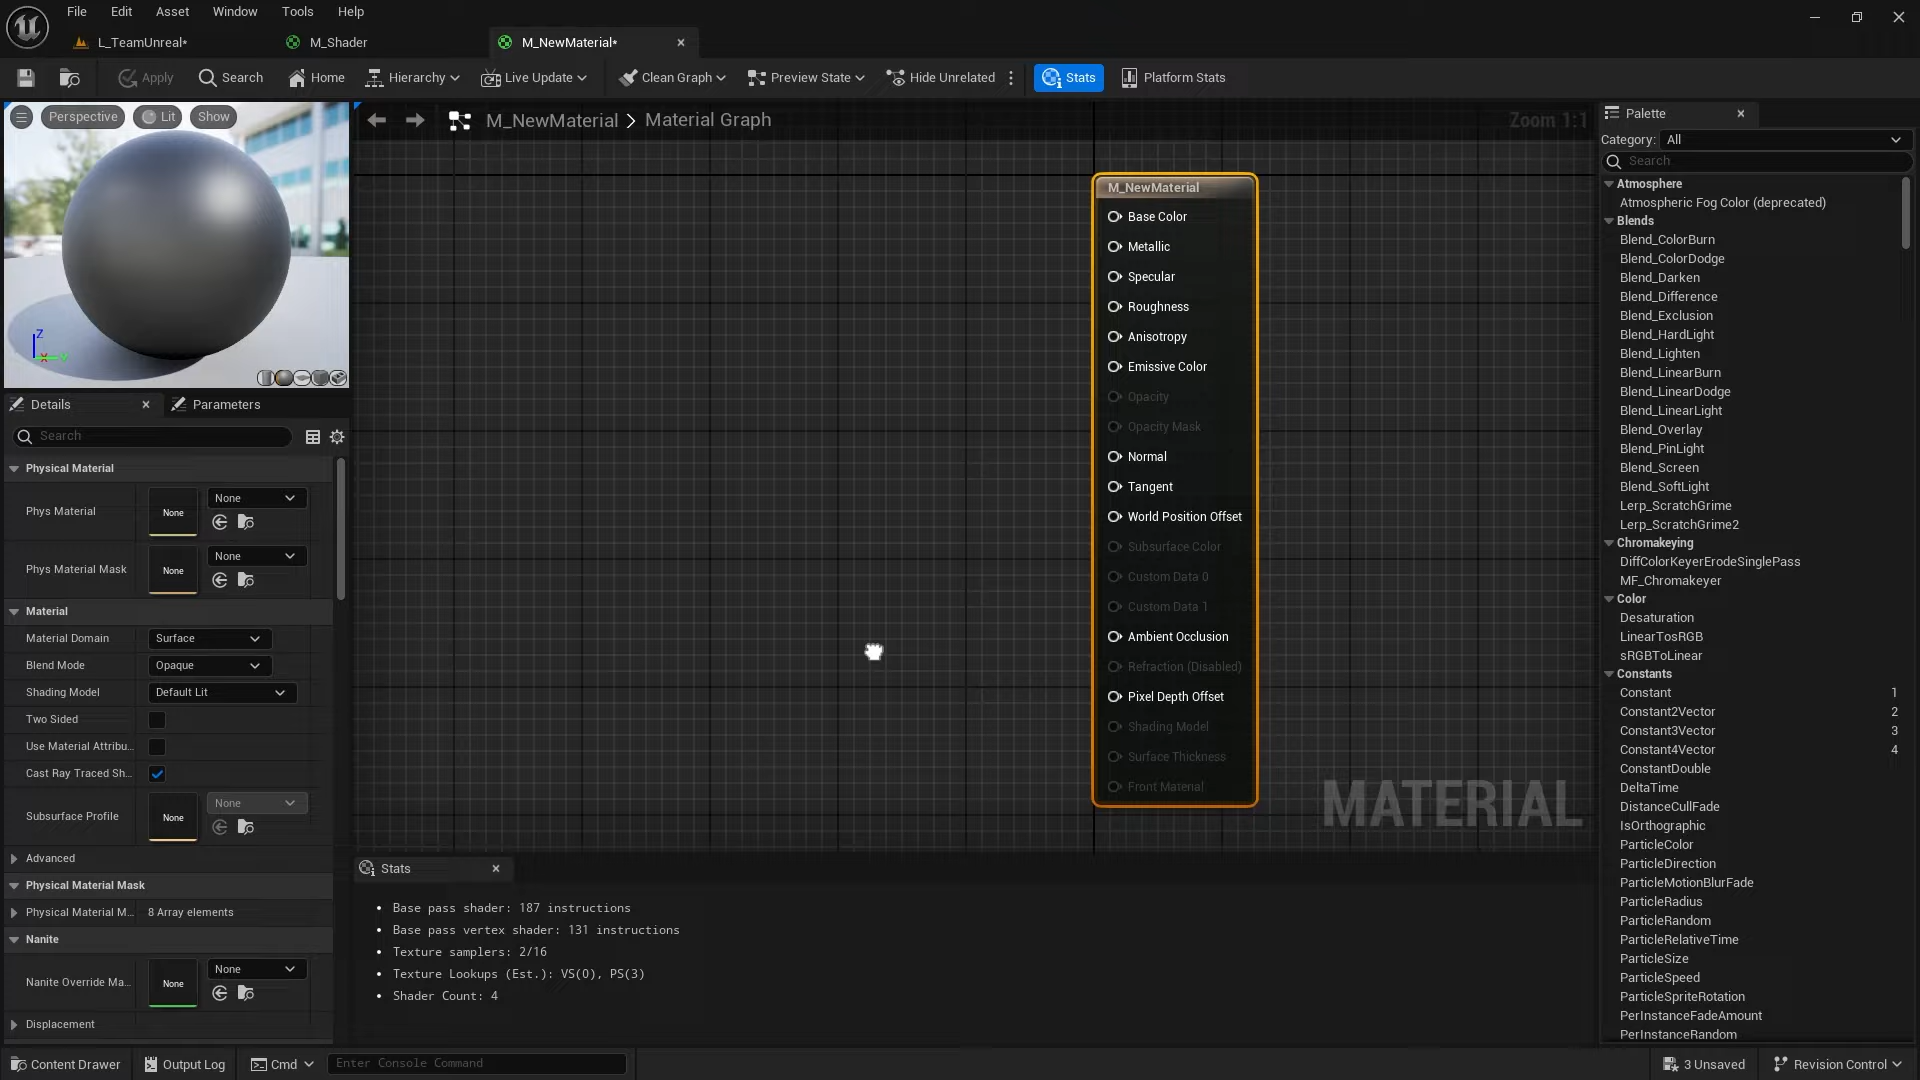 File Edit Asset Window Tools Help
L_TeamUnreal*
M_Shader
M_NewMaterial*
Apply Search Home Hierarchy Live Update Clean Graph Preview State Hide Unrelated Stats Platform Stats
Perspective Lit Show
Z
X Y
M_NewMaterial > Material Graph
Zoom 1:1
M_NewMaterial
Base Color
Metallic
Specular
Roughness
Anisotropy
Emissive Color
Opacity
Opacity Mask
Normal
Tangent
World Position Offset
Subsurface Color
Custom Data 0
Custom Data 1
Ambient Occlusion
Refraction (Disabled)
Pixel Depth Offset
Shading Model
Surface Thickness
Front Material
MATERIAL
Details Parameters
Search
Physical Material
Phys Material None None
Phys Material Mask None None
Material
Material Domain Surface
Blend Mode Opaque
Shading Model Default Lit
Two Sided
Use Material Attribu...
Cast Ray Traced Sh...
Subsurface Profile None None
Advanced
Physical Material Mask
Physical Material M... 8 Array elements
Nanite
Nanite Override Ma... None None
Displacement
Stats
• Base pass shader: 187 instructions
• Base pass vertex shader: 131 instructions
• Texture samplers: 2/16
• Texture Lookups (Est.): VS(0), PS(3)
• Shader Count: 4
Palette
Category: All
Search
Atmosphere
Atmospheric Fog Color (deprecated)
Blends
Blend_ColorBurn
Blend_ColorDodge
Blend_Darken
Blend_Difference
Blend_Exclusion
Blend_HardLight
Blend_Lighten
Blend_LinearBurn
Blend_LinearDodge
Blend_LinearLight
Blend_Overlay
Blend_PinLight
Blend_Screen
Blend_SoftLight
Lerp_ScratchGrime
Lerp_ScratchGrime2
Chromakeying
DiffColorKeyerErodeSinglePass
MF_Chromakeyer
Color
Desaturation
LinearTosRGB
sRGBToLinear
Constants
Constant 1
Constant2Vector 2
Constant3Vector 3
Constant4Vector 4
ConstantDouble
DeltaTime
DistanceCullFade
IsOrthographic
ParticleColor
ParticleDirection
ParticleMotionBlurFade
ParticleRadius
ParticleRandom
ParticleRelativeTime
ParticleSize
ParticleSpeed
ParticleSpriteRotation
PerInstanceFadeAmount
PerInstanceRandom
Content Drawer Output Log Cmd Enter Console Command 3 Unsaved Revision Control